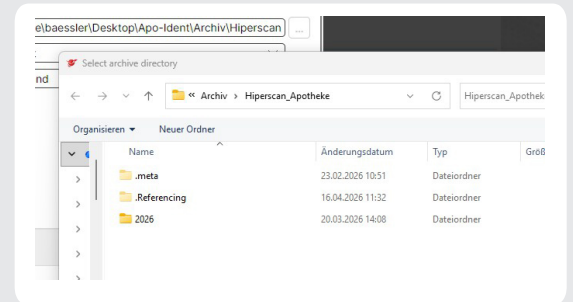 e\baessler\Desktop\Apo-Ident\Archiv\Hiperscan ...
nd
Select archive directory
« Archiv › Hiperscan_Apotheke Hiperscan_Apothek
Organisieren Neuer Ordner
Name Änderungsdatum Typ Größ
.meta 23.02.2026 10:51 Dateiordner
.Referencing 16.04.2026 11:32 Dateiordner
2026 20.03.2026 14:08 Dateiordner